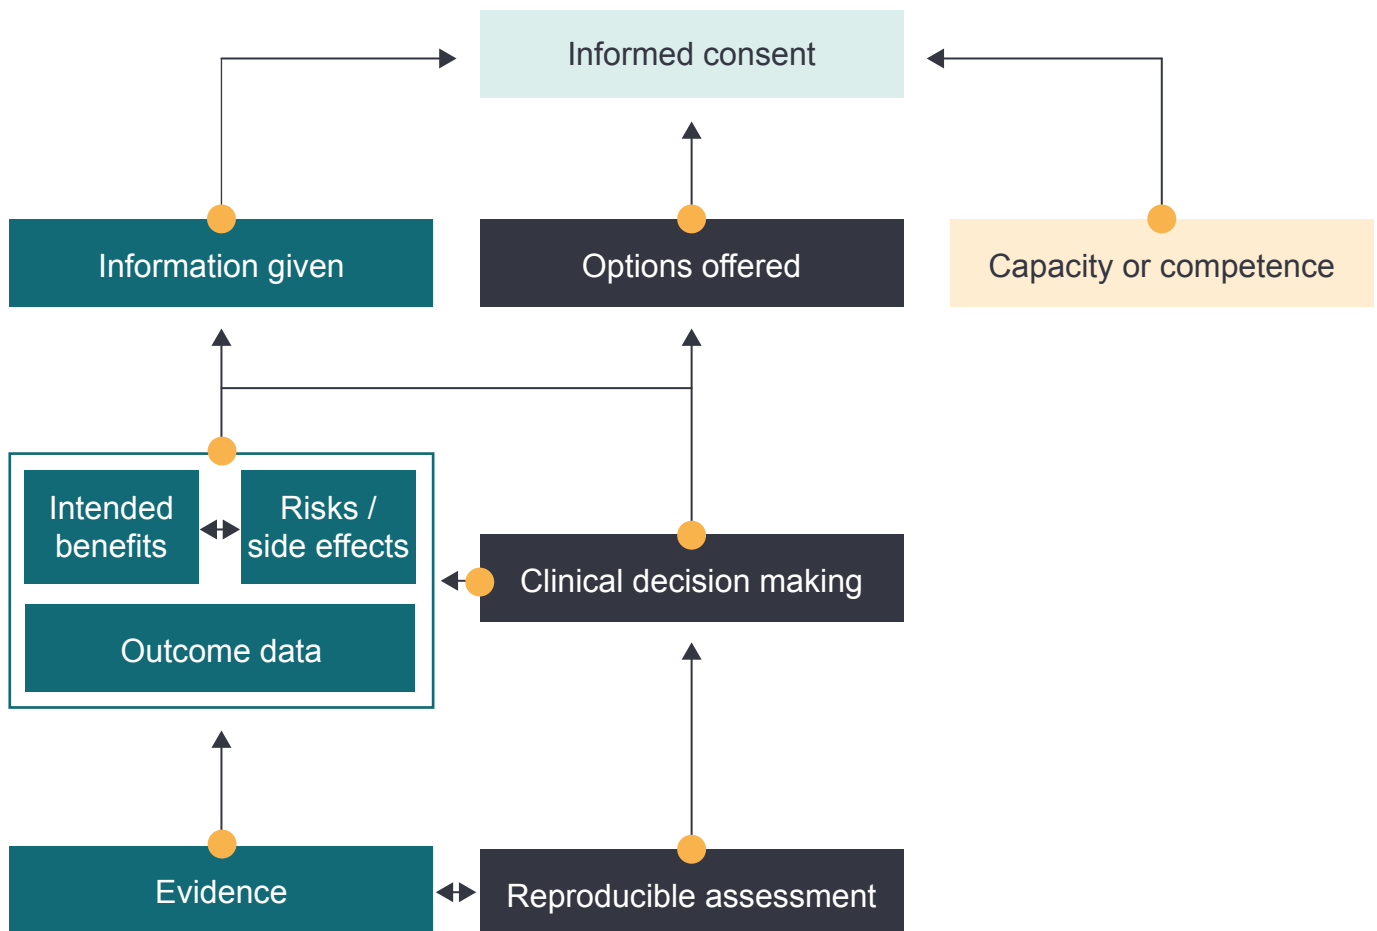 Informed consent
Information given
Options offered
Capacity or competence
Intended
benefits
Risks /
side effects
Clinical decision making
Outcome data
Evidence
Reproducible assessment